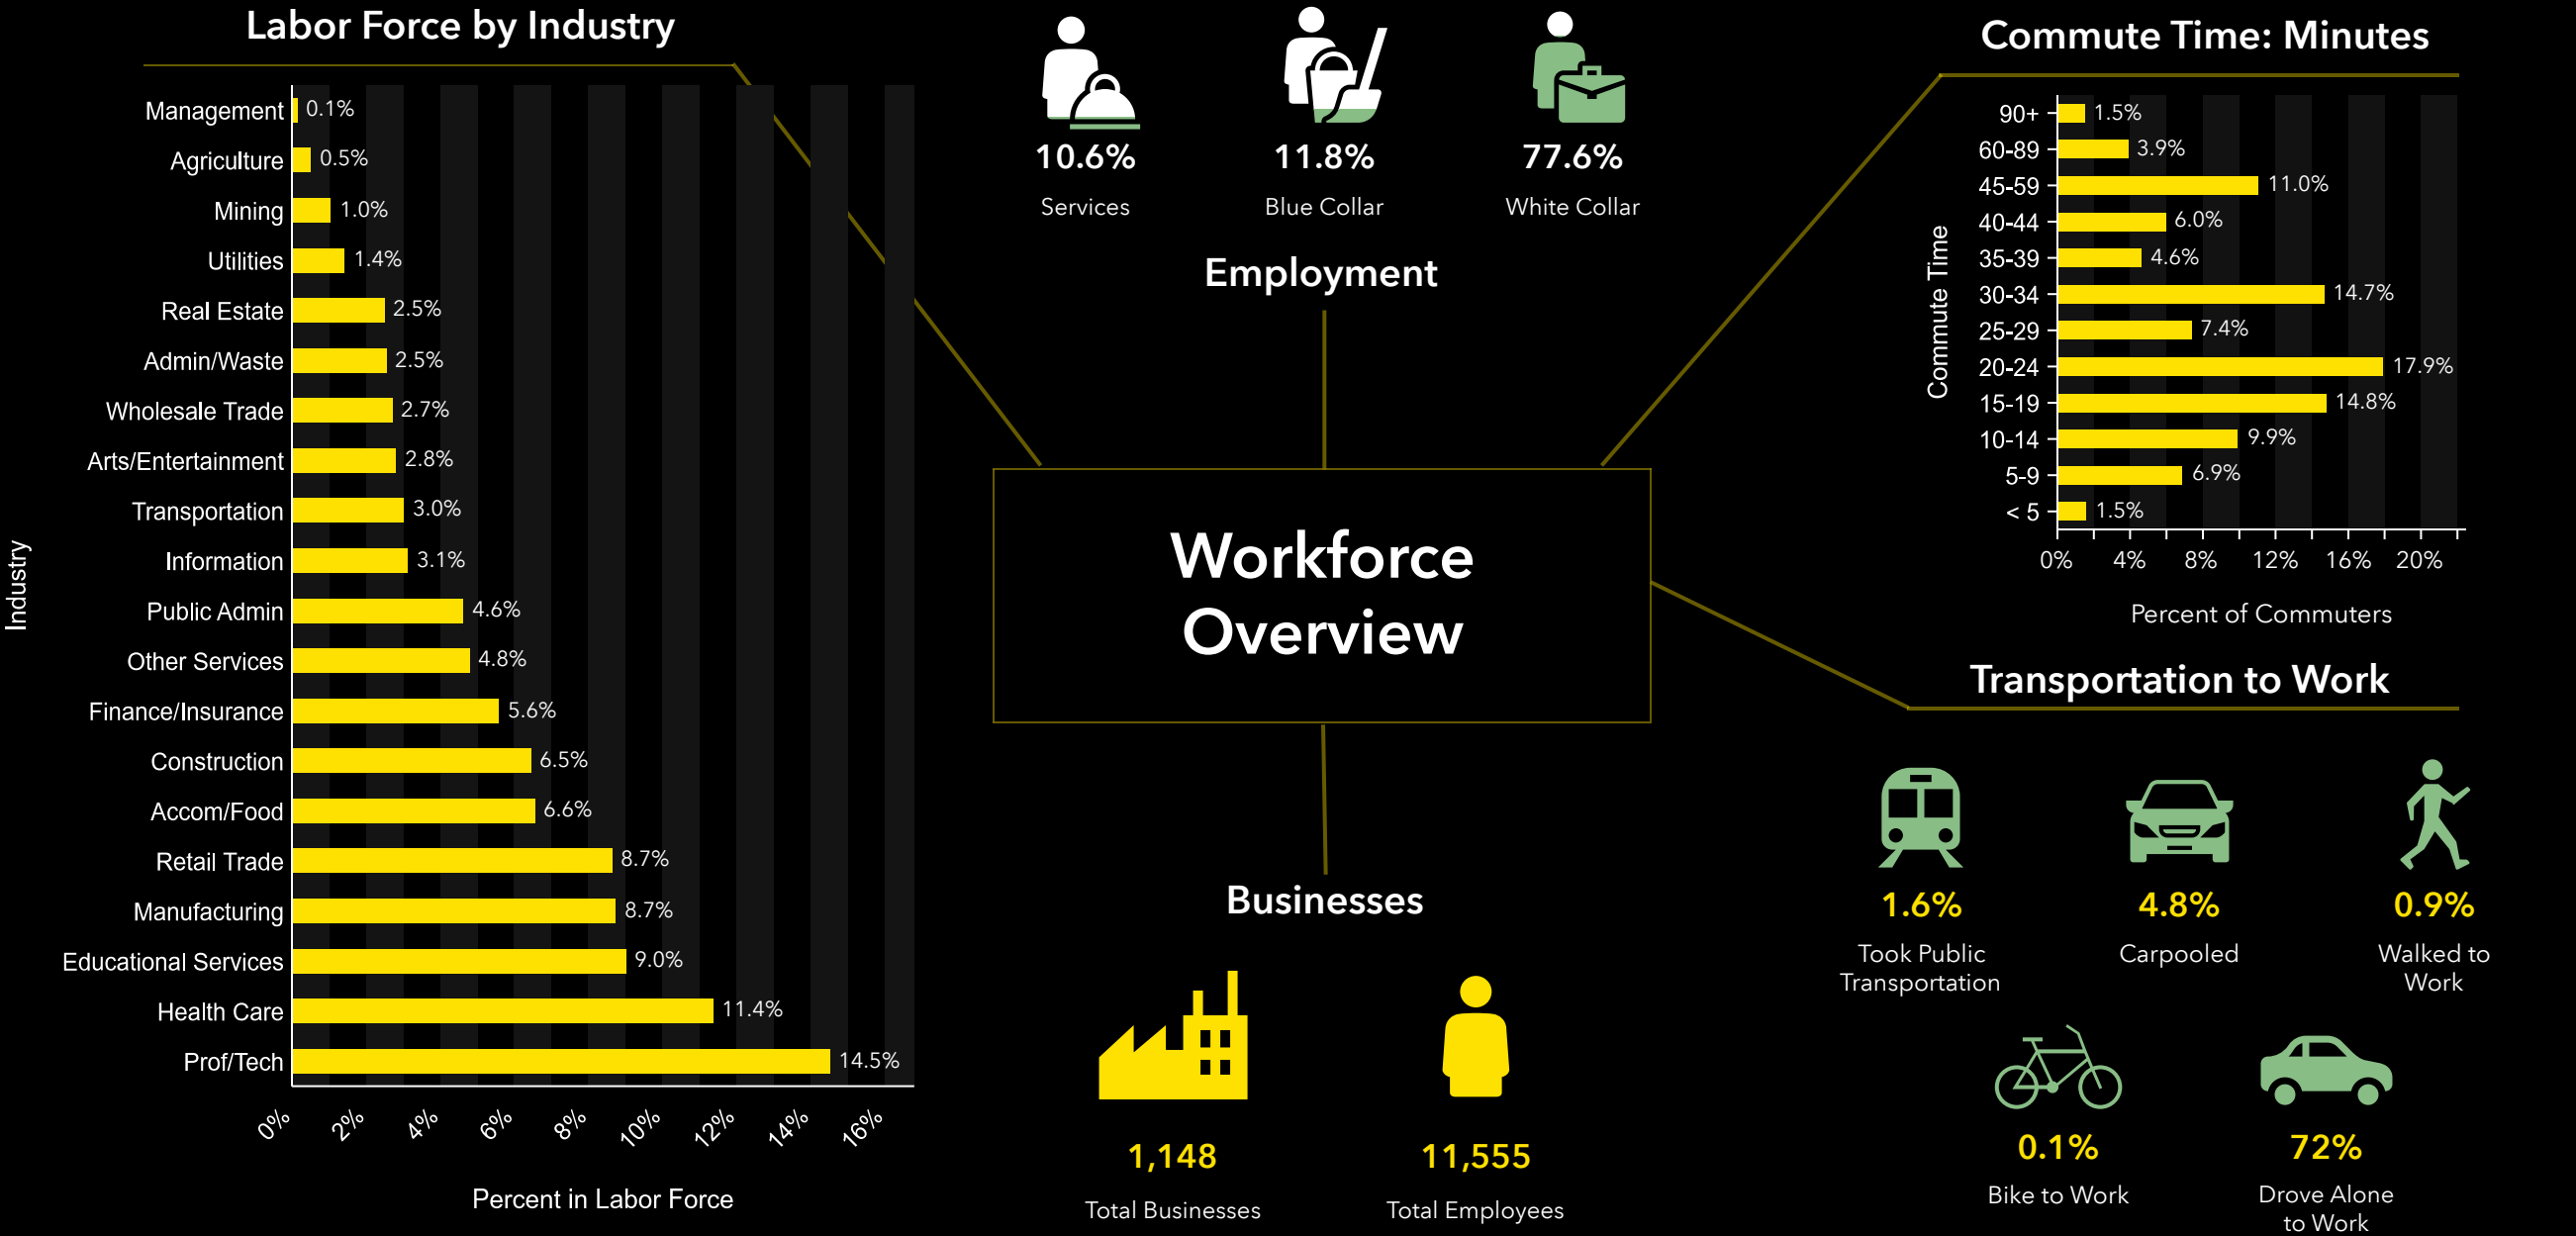 Labor Force by Industry
Industry
Management 0.1%
Agriculture 0.5%
Mining 1.0%
Utilities 1.4%
Real Estate 2.5%
Admin/Waste 2.5%
Wholesale Trade 2.7%
Arts/Entertainment 2.8%
Transportation 3.0%
Information 3.1%
Public Admin 4.6%
Other Services 4.8%
Finance/Insurance 5.6%
Construction 6.5%
Accom/Food 6.6%
Retail Trade 8.7%
Manufacturing 8.7%
Educational Services 9.0%
Health Care 11.4%
Prof/Tech 14.5%
0% 2% 4% 6% 8% 10% 12% 14% 16%
Percent in Labor Force
10.6% 11.8% 77.6%
Services Blue Collar White Collar
Employment
Workforce
Overview
Businesses
1,148 11,555
Total Businesses Total Employees
Commute Time: Minutes
Commute Time
90+ 1.5%
60-89 3.9%
45-59 11.0%
40-44 6.0%
35-39 4.6%
30-34 14.7%
25-29 7.4%
20-24 17.9%
15-19 14.8%
10-14 9.9%
5-9 6.9%
< 5 1.5%
0% 4% 8% 12% 16% 20%
Percent of Commuters
Transportation to Work
1.6% 4.8% 0.9%
Took Public Carpooled Walked to
Transportation Work
0.1% 72%
Bike to Work Drove Alone
to Work